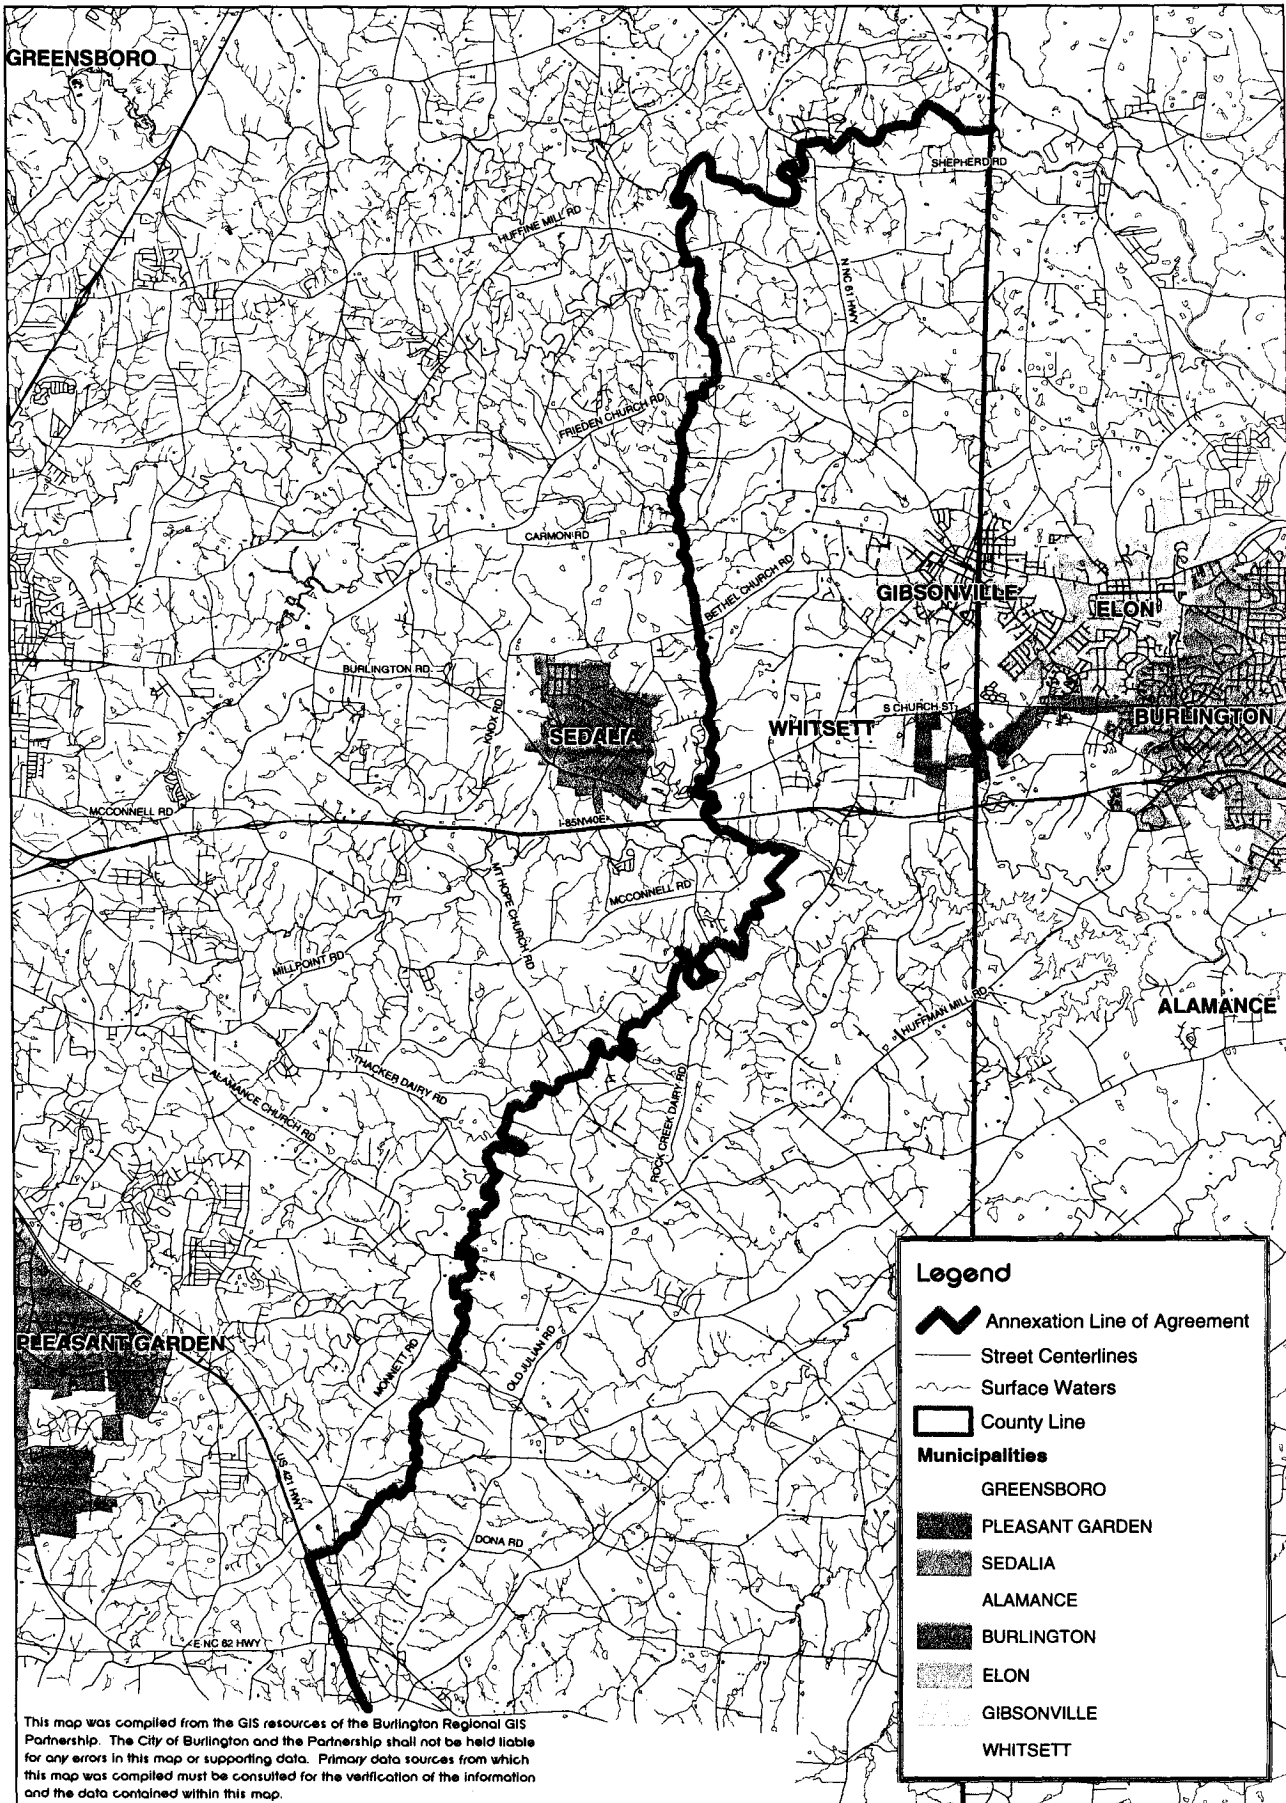 GREENSBORO
SHEPHERD RD
HUFFINE MILL RD
N NC 61 HWY
FRIEDEN CHURCH RD
CARMON RD
BETHEL CHURCH RD
GIBSONVILLE
ELON
BURLINGTON RD
KNOX RD
SEDALIA
WHITSETT
S CHURCH ST
BURLINGTON
MCCONNELL RD
I-85N/40E
MT HOPE CHURCH RD
MCCONNELL RD
MILLPOINT RD
HUFFMAN MILL RD
ALAMANCE
THACKER DAIRY RD
ALAMANCE CHURCH RD
ROCK CREEK DAIRY RD
PLEASANT GARDEN
MONNETT RD
OLD JULIAN RD
US 421 HWY
DONA RD
E NC 62 HWY
Legend
Annexation Line of Agreement
Street Centerlines
Surface Waters
County Line
Municipalities
GREENSBORO
PLEASANT GARDEN
SEDALIA
ALAMANCE
BURLINGTON
ELON
GIBSONVILLE
WHITSETT
This map was compiled from the GIS resources of the Burlington Regional GIS
Partnership. The City of Burlington and the Partnership shall not be held liable
for any errors in this map or supporting data. Primary data sources from which
this map was compiled must be consulted for the verification of the information
and the data contained within this map.